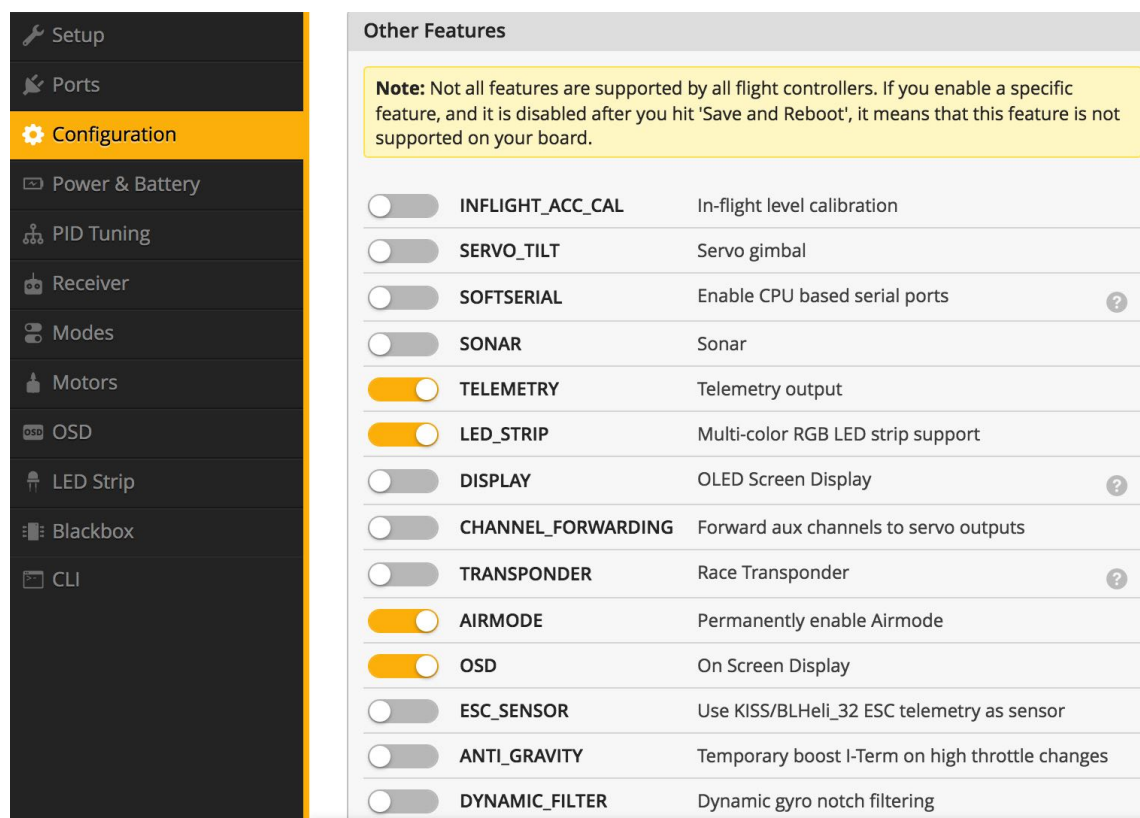 Setup
Ports
Configuration
Power & Battery
PID Tuning
Receiver
Modes
Motors
OSD
OSD
LED Strip
Blackbox
CLI
Other Features
Note: Not all features are supported by all flight controllers. If you enable a specific
feature, and it is disabled after you hit 'Save and Reboot', it means that this feature is not
supported on your board.
INFLIGHT_ACC_CAL In-flight level calibration
SERVO_TILT Servo gimbal
SOFTSERIAL Enable CPU based serial ports ?
SONAR Sonar
TELEMETRY Telemetry output
LED_STRIP Multi-color RGB LED strip support
DISPLAY OLED Screen Display ?
CHANNEL_FORWARDING Forward aux channels to servo outputs
TRANSPONDER Race Transponder ?
AIRMODE Permanently enable Airmode
OSD On Screen Display
ESC_SENSOR Use KISS/BLHeli_32 ESC telemetry as sensor
ANTI_GRAVITY Temporary boost I-Term on high throttle changes
DYNAMIC_FILTER Dynamic gyro notch filtering